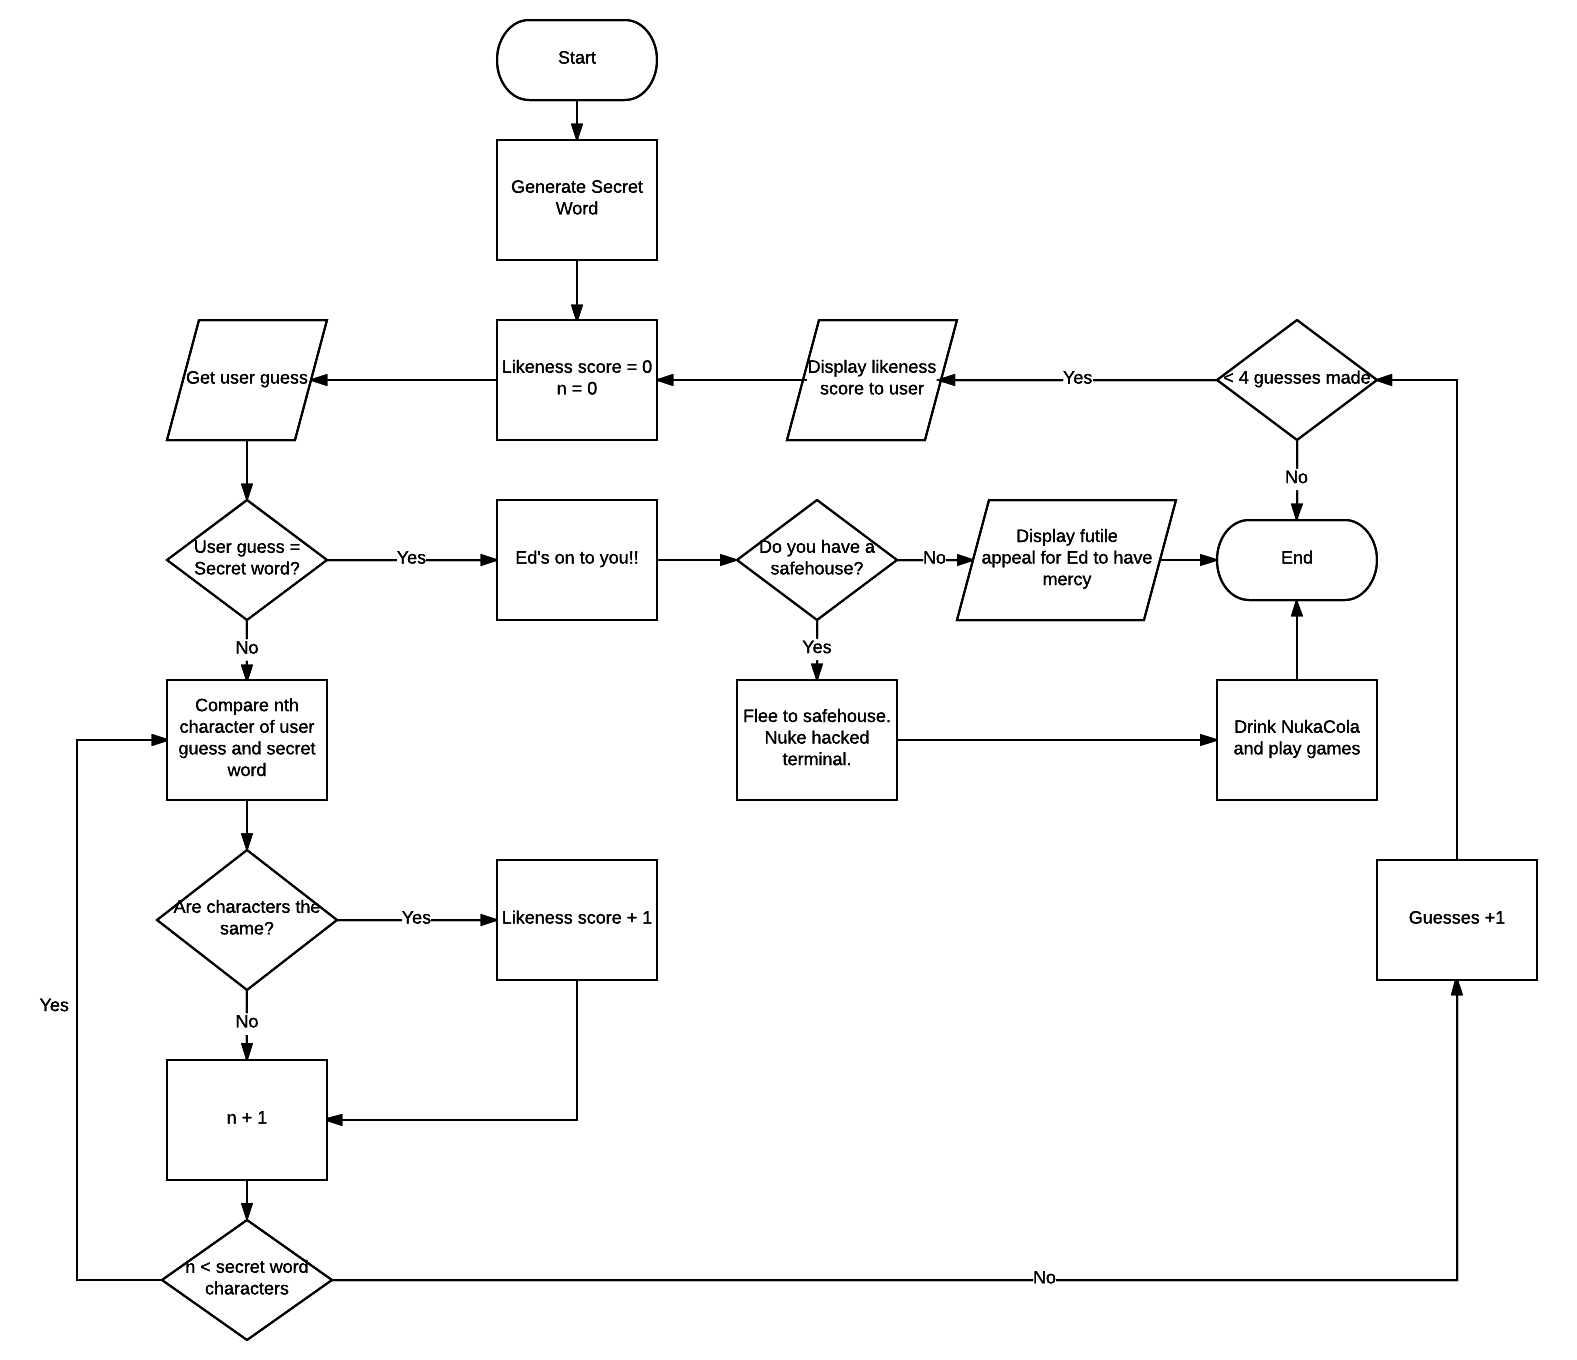 Start
Generate Secret
Word
Get user guess
Likeness score = 0
n = 0
Display likeness
score to user
Yes
< 4 guesses made
No
User guess =
Secret word?
Yes
Ed's on to you!!
Do you have a
safehouse?
No
Display futile
appeal for Ed to have
mercy
End
No
Yes
Compare nth
character of user
guess and secret
word
Flee to safehouse.
Nuke hacked
terminal.
Drink NukaCola
and play games
Are characters the
same?
Yes
Likeness score + 1
Guesses +1
Yes
No
n + 1
n < secret word
characters
No